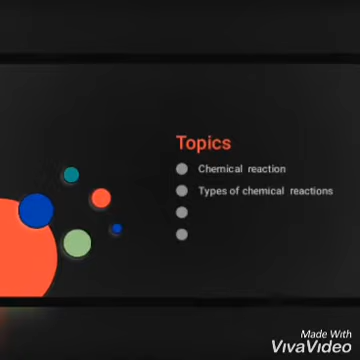 Topics
Chemical reaction
Types of chemical reactions
Made With
VivaVideo